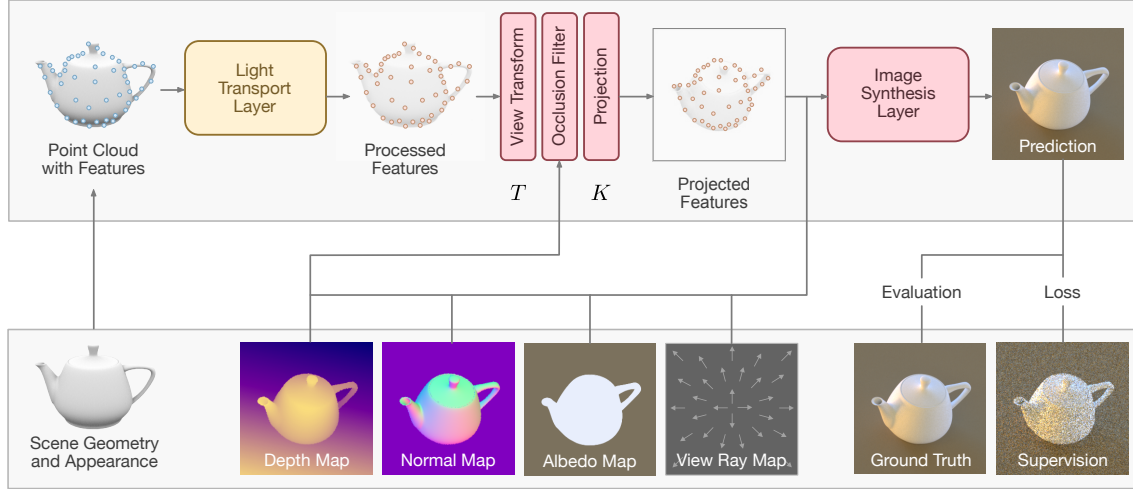 Point Cloud
with Features
Light
Transport
Layer
Processed
Features
View Transform
Occlusion Filter
Projection
T
K
Projected
Features
Image
Synthesis
Layer
Prediction
Evaluation
Loss
Scene Geometry
and Appearance
Depth Map
Normal Map
Albedo Map
View Ray Map
Ground Truth
Supervision